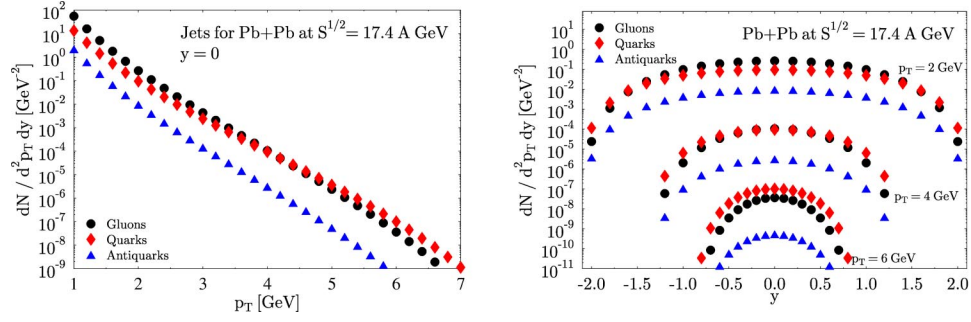 10²
10¹
10⁰
10⁻¹
10⁻²
10⁻³
10⁻⁴
10⁻⁵
10⁻⁶
10⁻⁷
10⁻⁸
10⁻⁹
dN / d²p_T dy [GeV⁻²]
Jets for Pb+Pb at S^{1/2} = 17.4 A GeV
y=0
Gluons
Quarks
Antiquarks
1 2 3 4 5 6 7
p_T [GeV]
10¹
10⁰
10⁻¹
10⁻²
10⁻³
10⁻⁴
10⁻⁵
10⁻⁶
10⁻⁷
10⁻⁸
10⁻⁹
10⁻¹⁰
10⁻¹¹
dN / d²p_T dy [GeV⁻²]
Gluons
Quarks
Antiquarks
Pb+Pb at S^{1/2} = 17.4 A GeV
p_T = 2 GeV
p_T = 4 GeV
p_T = 6 GeV
-2.0 -1.5 -1.0 -0.5 0.0 0.5 1.0 1.5 2.0
y